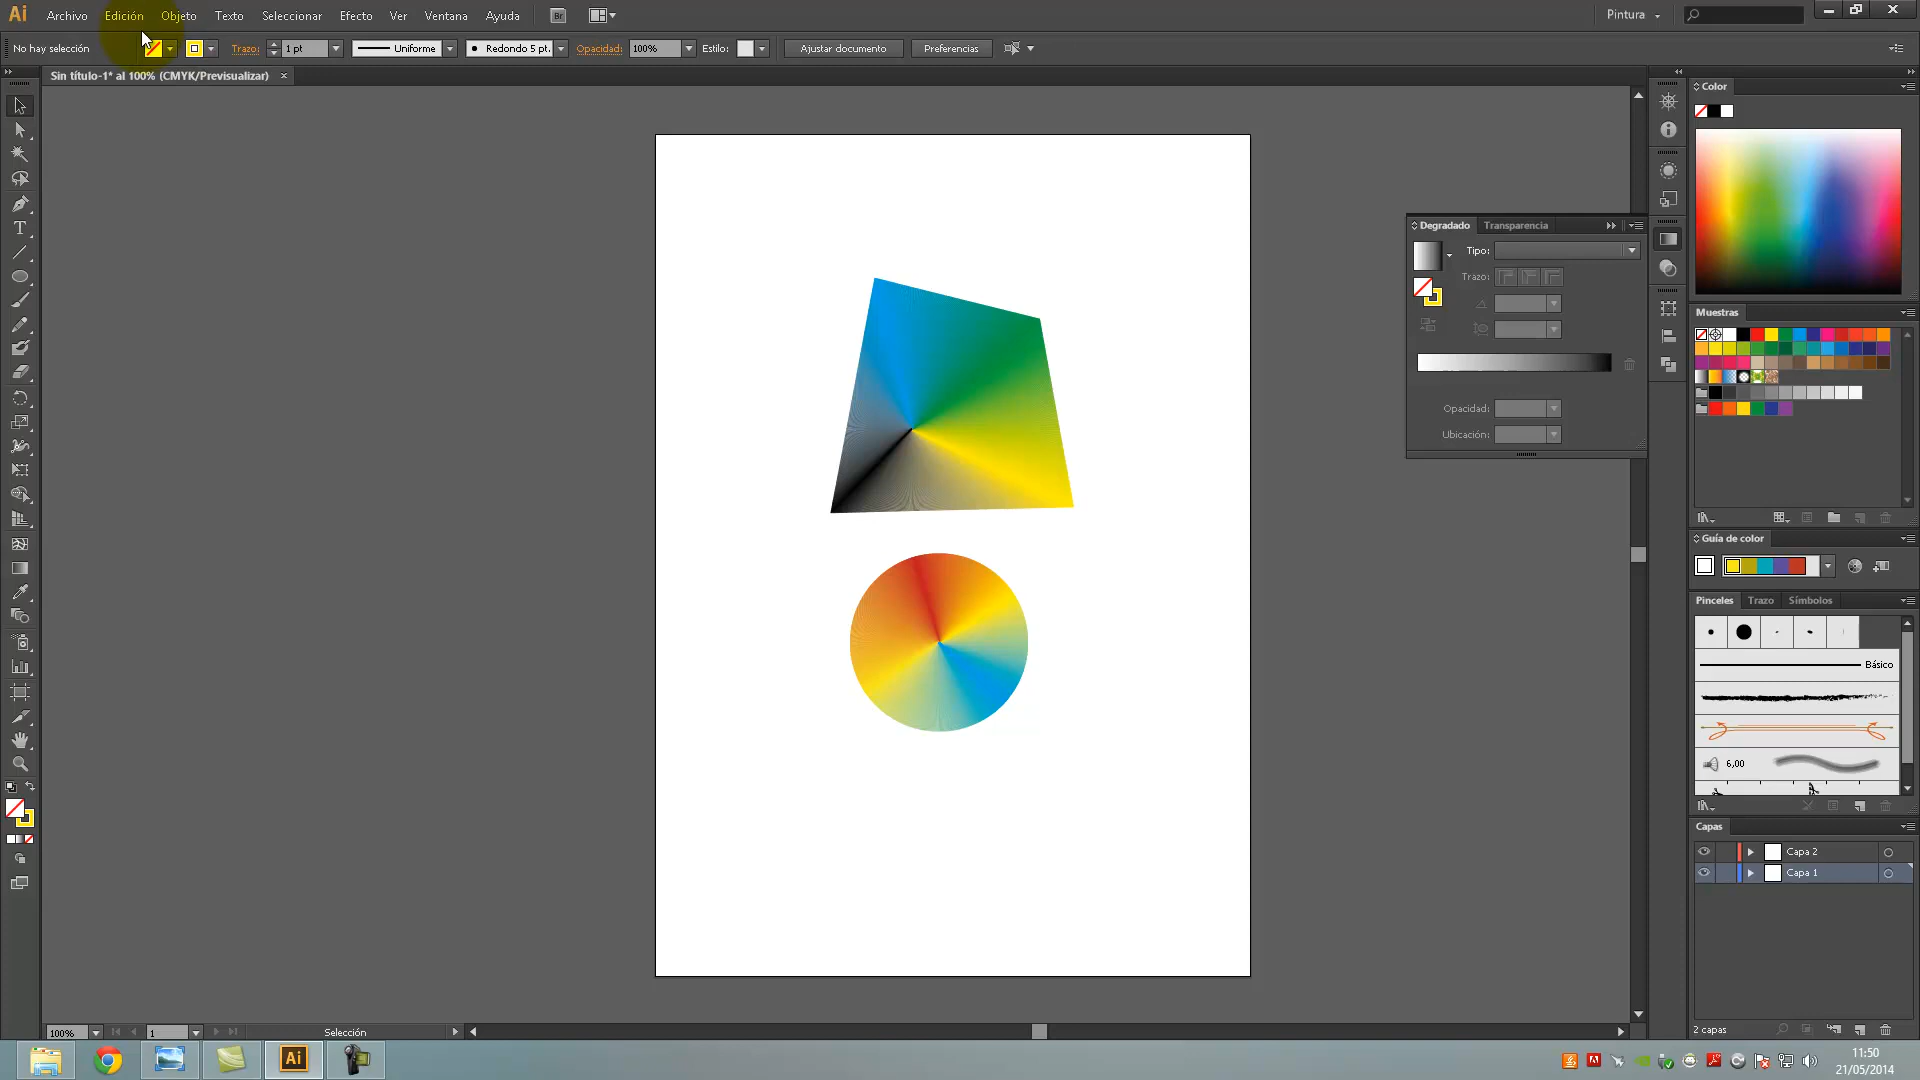 Ai Archivo Edición Objeto Texto Seleccionar Efecto Ver Ventana Ayuda Br Pintura
No hay selección Trazo: 1 pt Uniforme Redondo 5 pt. Opacidad: 100% Estilo: Ajustar documento Preferencias
Sin título-1* al 100% (CMYK/Previsualizar)
Color
Degradado Transparencia
Tipo:
Trazo:
Opacidad:
Ubicación:
Muestras
Guía de color
Pinceles Trazo Símbolos
Básico
6,00
Capas
Capa 2
Capa 1
2 capas
100% 1 Selección
Ai
11:50
21/05/2014